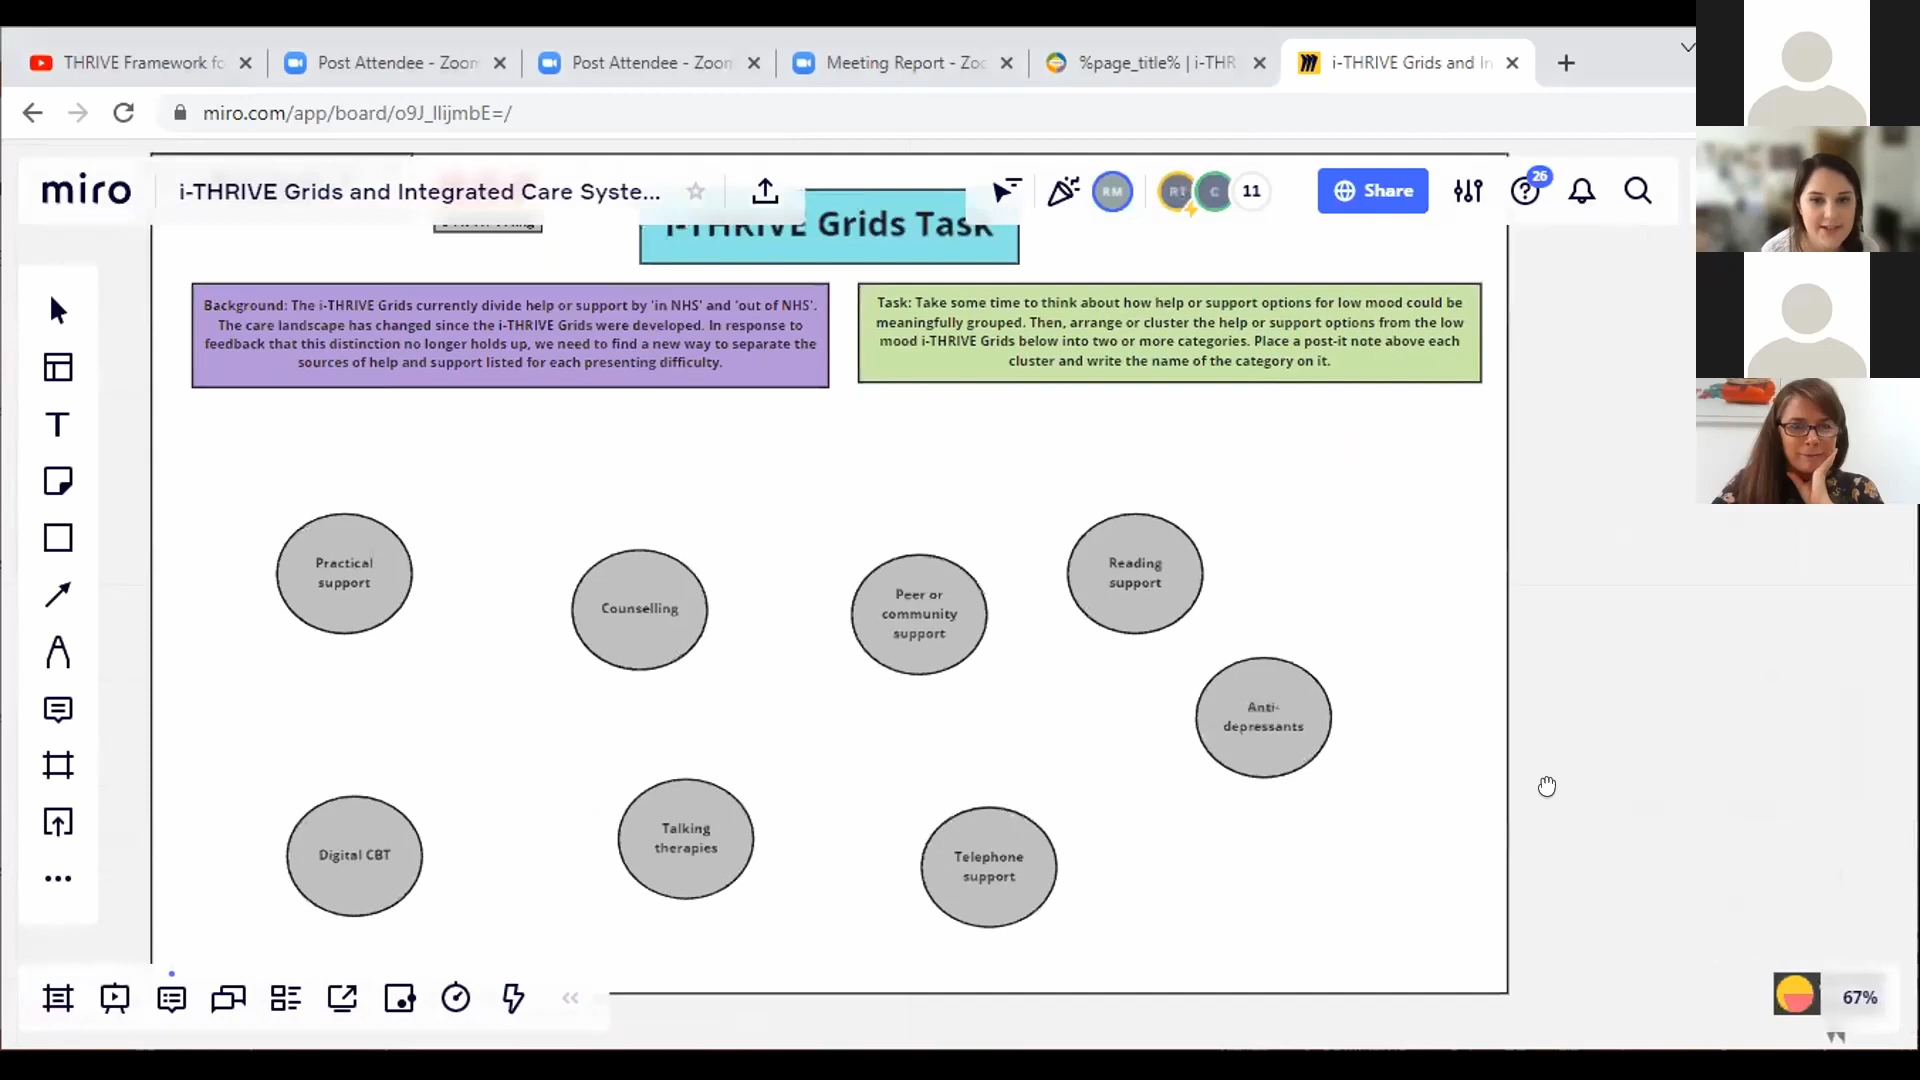 THRIVE Framework fo
Post Attendee - Zoom
Post Attendee - Zoom
Meeting Report - Zoo
%page_title% | i-THR
i-THRIVE Grids and In
miro.com/app/board/o9J_lIijmbE=/
miro
i-THRIVE Grids and Integrated Care Syste...
RM
RT
C
11
Share
26
i-THRIVE Grids Task
Background: The i-THRIVE Grids currently divide help or support by 'in NHS' and 'out of NHS'.
The care landscape has changed since the i-THRIVE Grids were developed. In response to
feedback that this distinction no longer holds up, we need to find a new way to separate the
sources of help and support listed for each presenting difficulty.
Task: Take some time to think about how help or support options for low mood could be
meaningfully grouped. Then, arrange or cluster the help or support options from the low
mood i-THRIVE Grids below into two or more categories. Place a post-it note above each
cluster and write the name of the category on it.
Practical
support
Counselling
Peer or
community
support
Reading
support
Anti-
depressants
Digital CBT
Talking
therapies
Telephone
support
67%